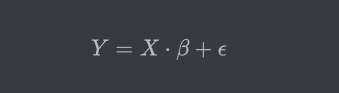 Y = X · β + ϵ